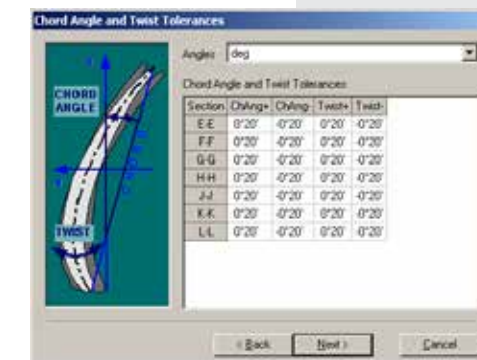 Chord Angle and Twist Tolerances
Angles deg
Chord Angle and Twist Tolerances
CHORD
ANGLE
TWIST
Section ChAng+ ChAng- Twist+ Twist-
E-E 0°20' -0°20' 0°20' -0°20'
F-F 0°20' -0°20' 0°20' -0°20'
G-G 0°20' -0°20' 0°20' -0°20'
H-H 0°20' -0°20' 0°20' -0°20'
J-J 0°20' -0°20' 0°20' -0°20'
K-K 0°20' -0°20' 0°20' -0°20'
L-L 0°20' -0°20' 0°20' -0°20'
< Back Next > Cancel